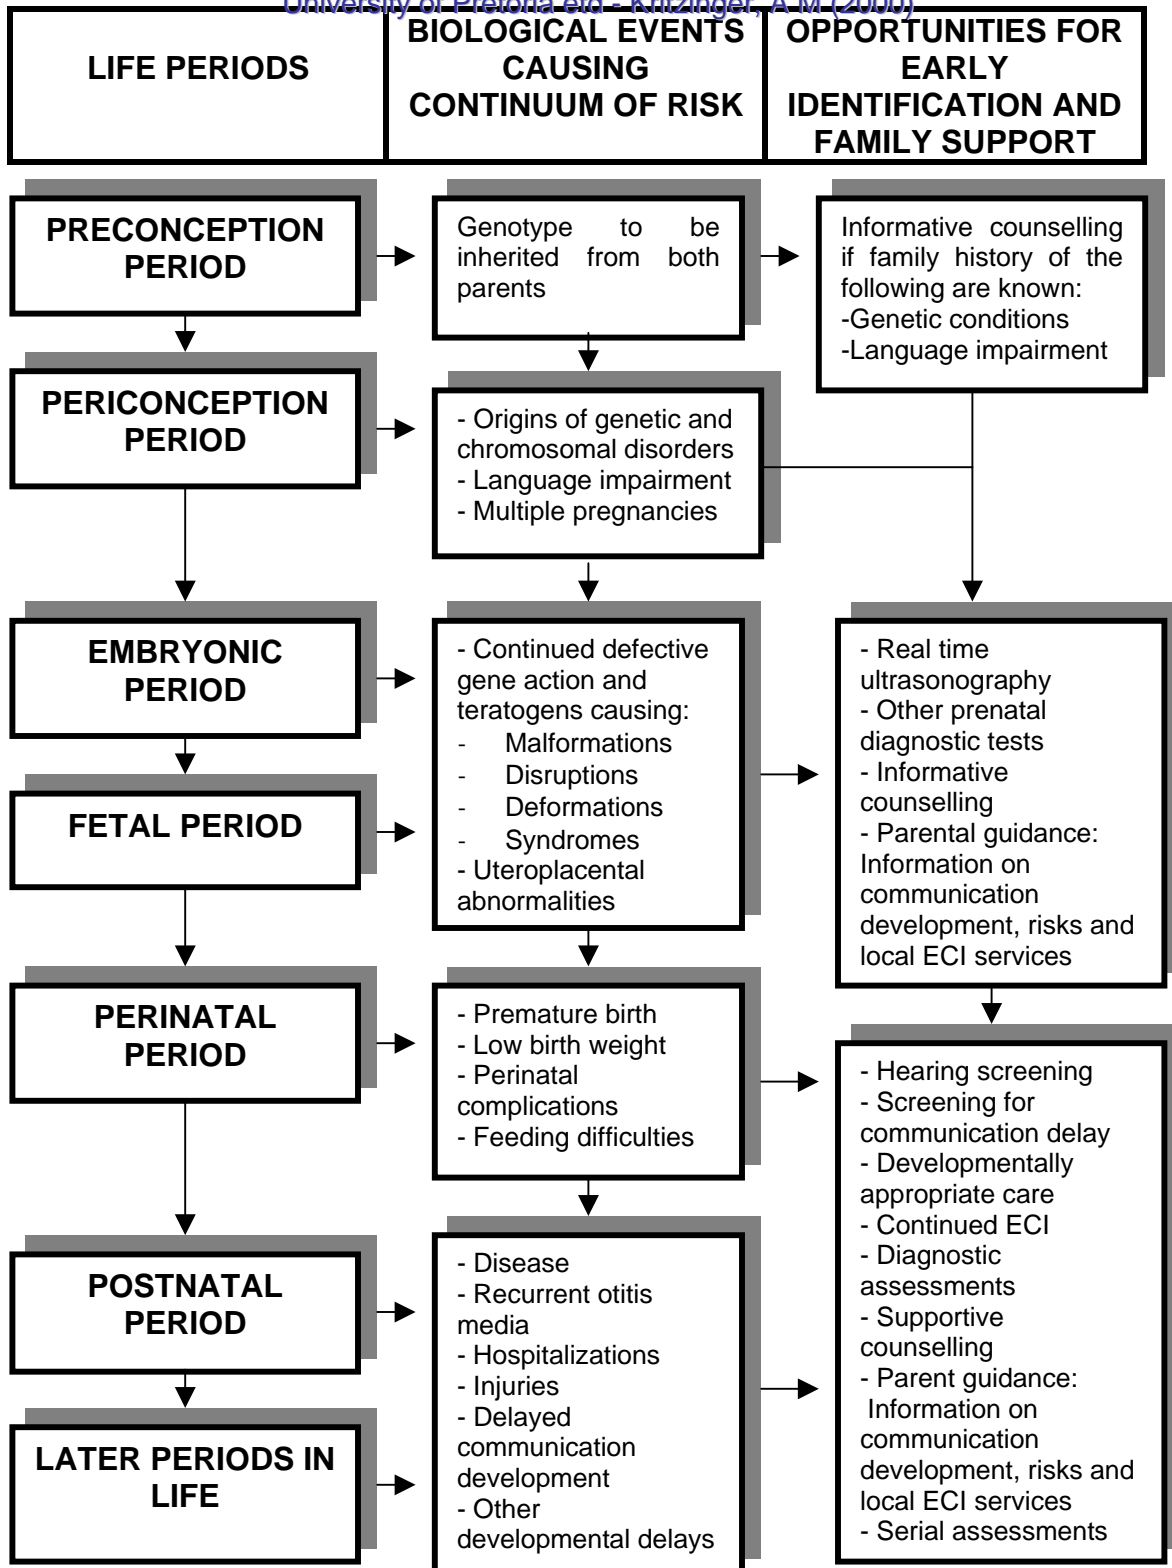 University of Pretoria etd - Kritzinger, A M (2000)
LIFE PERIODS
BIOLOGICAL EVENTS
CAUSING
CONTINUUM OF RISK
OPPORTUNITIES FOR
EARLY
IDENTIFICATION AND
FAMILY SUPPORT
PRECONCEPTION
PERIOD
Genotype to be
inherited from both
parents
Informative counselling
if family history of the
following are known:
-Genetic conditions
-Language impairment
PERICONCEPTION
PERIOD
- Origins of genetic and
chromosomal disorders
- Language impairment
- Multiple pregnancies
EMBRYONIC
PERIOD
FETAL PERIOD
- Continued defective
gene action and
teratogens causing:
- Malformations
- Disruptions
- Deformations
- Syndromes
- Uteroplacental
abnormalities
- Real time
ultrasonography
- Other prenatal
diagnostic tests
- Informative
counselling
- Parental guidance:
Information on
communication
development, risks and
local ECI services
PERINATAL
PERIOD
- Premature birth
- Low birth weight
- Perinatal
complications
- Feeding difficulties
- Hearing screening
- Screening for
communication delay
- Developmentally
appropriate care
- Continued ECI
- Diagnostic
assessments
- Supportive
counselling
- Parent guidance:
Information on
communication
development, risks and
local ECI services
- Serial assessments
POSTNATAL
PERIOD
LATER PERIODS IN
LIFE
- Disease
- Recurrent otitis
media
- Hospitalizations
- Injuries
- Delayed
communication
development
- Other
developmental delays